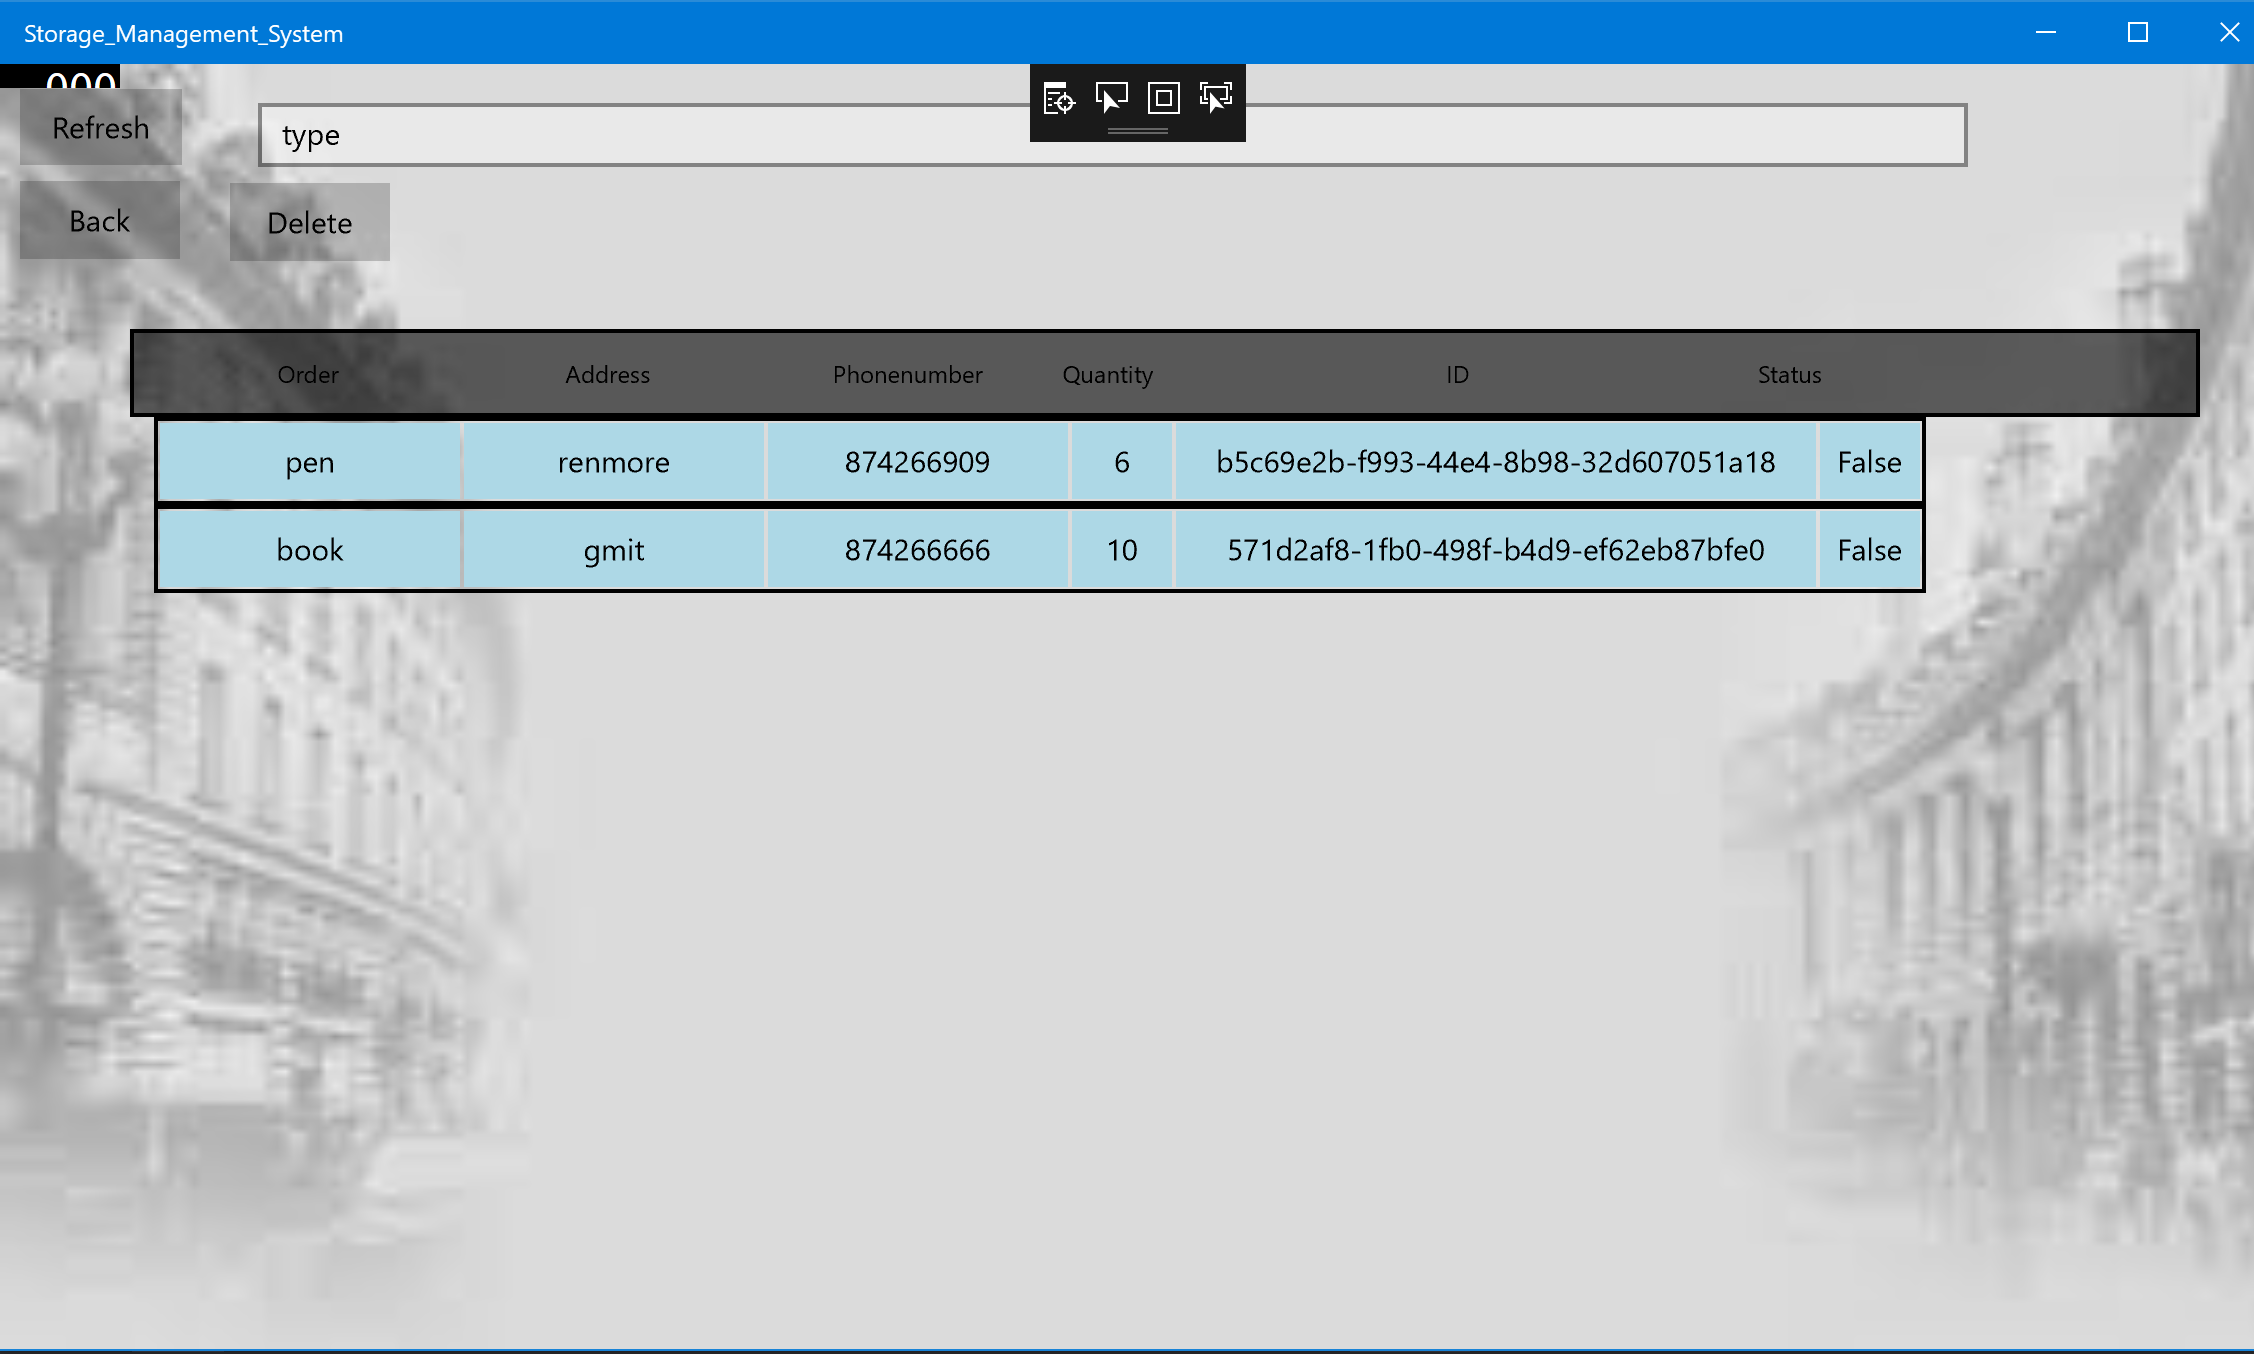 Storage_Management_System
000
Refresh
type
Back
Delete
Order Address Phonenumber Quantity ID Status
pen renmore 874266909 6 b5c69e2b-f993-44e4-8b98-32d607051a18 False
book gmit 874266666 10 571d2af8-1fb0-498f-b4d9-ef62eb87bfe0 False